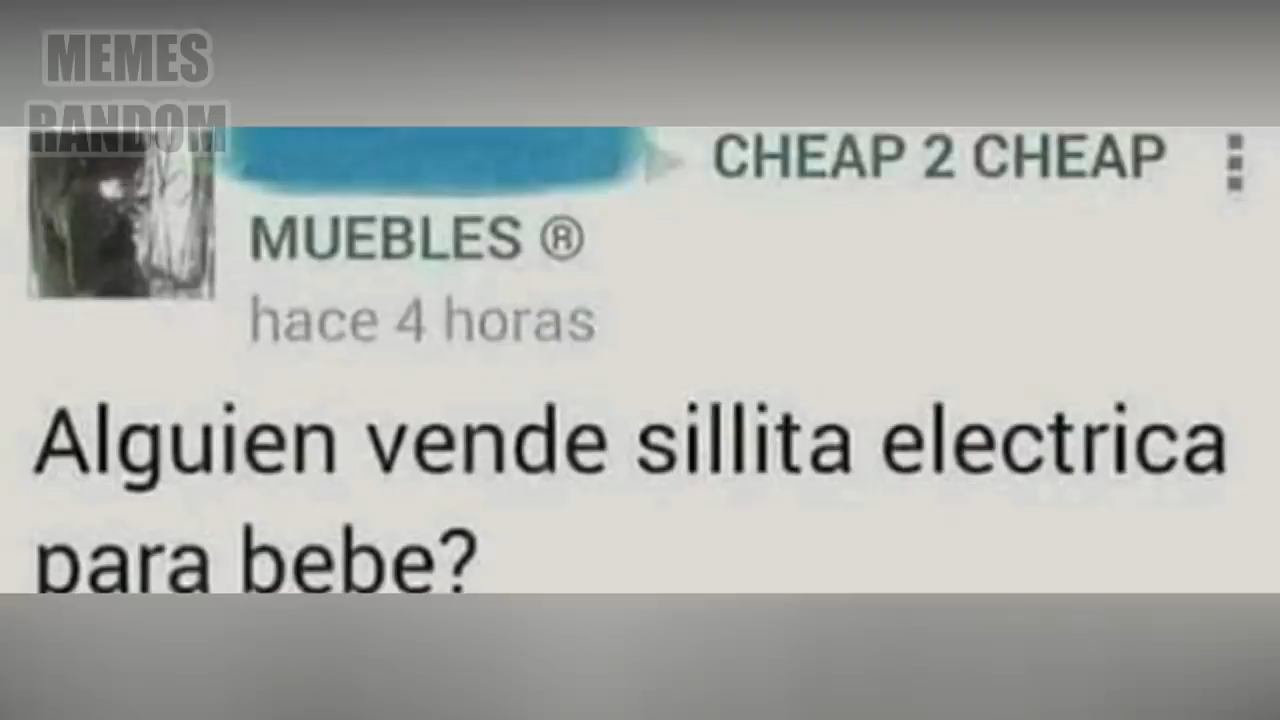 MEMES
RANDOM
CHEAP 2 CHEAP
MUEBLES ®
hace 4 horas
Alguien vende sillita electrica
para bebe?